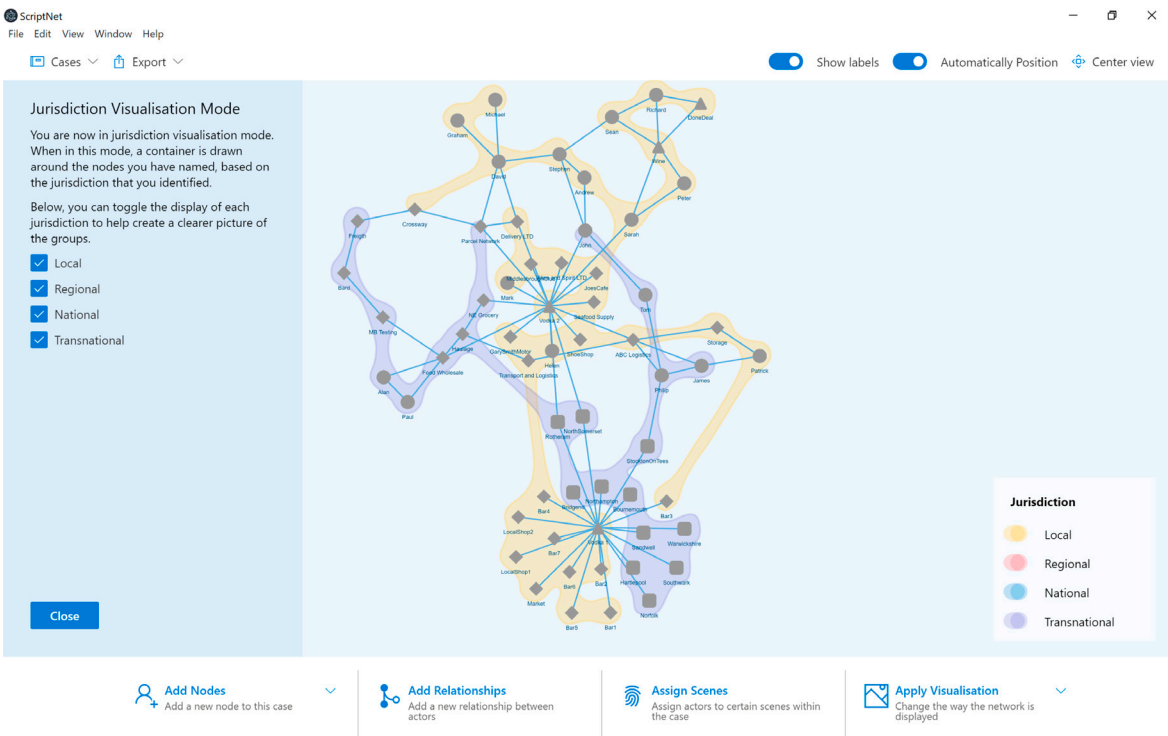 ScriptNet
File Edit View Window Help
Cases
Export
Show labels
Automatically Position
Center view
Jurisdiction Visualisation Mode
You are now in jurisdiction visualisation mode.
When in this mode, a container is drawn
around the nodes you have named, based on
the jurisdiction that you identified.
Below, you can toggle the display of each
jurisdiction to help create a clearer picture of
the groups.
Local
Regional
National
Transnational
Close
Michael
Graham
Richard
DoneDeal
Sean
Wine
David
Stephen
Andrew
Peter
Crossway
Freigth
Parcel Network
Delivery LTD
John
Sarah
Band
JoesCafe
Mark
Tom
NE Grocery
Vodka 2
Seafood Supply
MB Testing
Haulage
GarySmithMotor
ShoeShop
ABC Logistics
Storage
Food Wholesale
Transport and Logistics
Helen
Patrick
Alan
Philip
James
Paul
Rotheram
NorthSomerset
StocktonOnTees
Bridgend
Northampton
Bournemouth
Bar4
Bar3
LocalShop2
Vodka 1
Sandwell
Warwickshire
Bar7
LocalShop1
Bar6
Bar2
Hartlepool
Southwark
Market
Norfolk
Bar5
Bar1
Jurisdiction
Local
Regional
National
Transnational
Add Nodes
Add a new node to this case
Add Relationships
Add a new relationship between
actors
Assign Scenes
Assign actors to certain scenes within
the case
Apply Visualisation
Change the way the network is
displayed